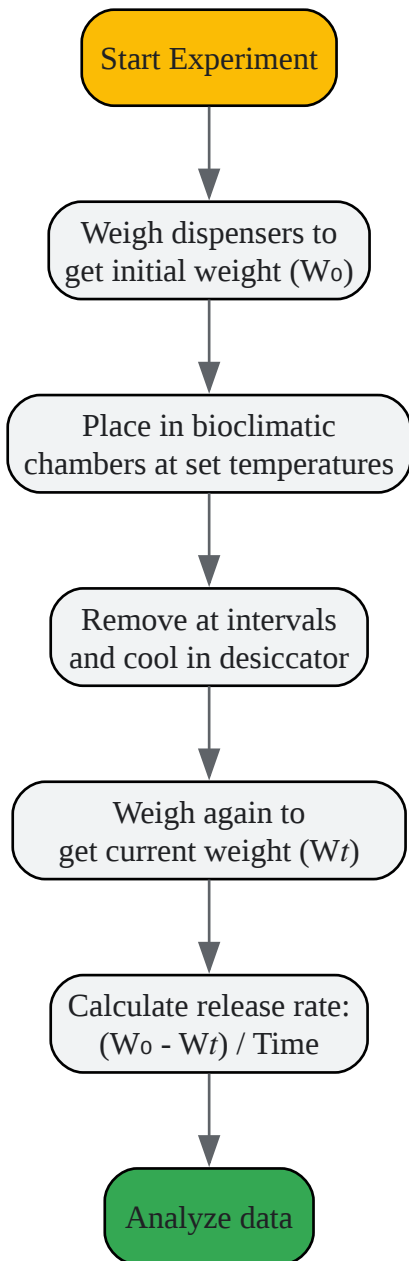 Start Experiment
Weigh dispensers to
get initial weight (W₀)
Place in bioclimatic
chambers at set temperatures
Remove at intervals
and cool in desiccator
Weigh again to
get current weight (W𝑡)
Calculate release rate:
(W₀ - W𝑡) / Time
Analyze data